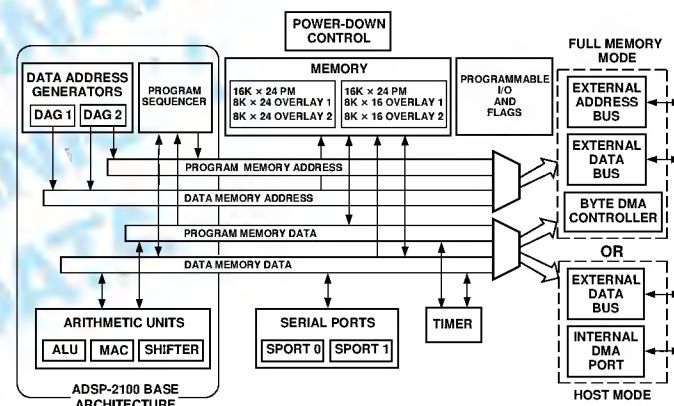 POWER-DOWN
CONTROL
FULL MEMORY
MODE
DATA ADDRESS
GENERATORS
DAG 1
DAG 2
PROGRAM
SEQUENCER
MEMORY
16K × 24 PM
8K × 24 OVERLAY 1
8K × 24 OVERLAY 2
16K × 24 PM
8K × 16 OVERLAY 1
8K × 16 OVERLAY 2
PROGRAMMABLE
I/O
AND
FLAGS
EXTERNAL
ADDRESS
BUS
EXTERNAL
DATA
BUS
BYTE DMA
CONTROLLER
PROGRAM MEMORY ADDRESS
DATA MEMORY ADDRESS
PROGRAM MEMORY DATA
DATA MEMORY DATA
OR
EXTERNAL
DATA
BUS
INTERNAL
DMA
PORT
HOST MODE
ARITHMETIC UNITS
ALU
MAC
SHIFTER
SERIAL PORTS
SPORT 0
SPORT 1
TIMER
ADSP-2100 BASE
ARCHITECTURE